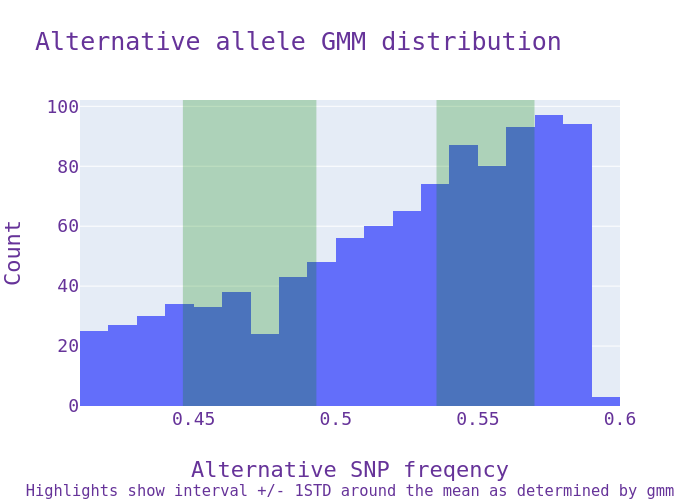 Alternative allele GMM distribution
100
80
60
40
20
0
Count
0.45
0.5
0.55
0.6
Alternative SNP freqency
Highlights show interval +/- 1STD around the mean as determined by gmm